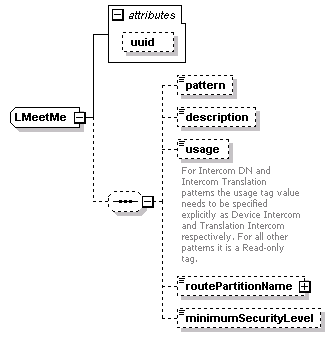 attributes
uuid
LMeetMe
pattern
description
usage
For Intercom DN and
Intercom Translation
patterns the usage tag value
needs to be specified
explicitly as Device Intercom
and Translation Intercom
respectively. For all other
patterns it is a Read-only
tag.
routePartitionName
minimumSecurityLevel